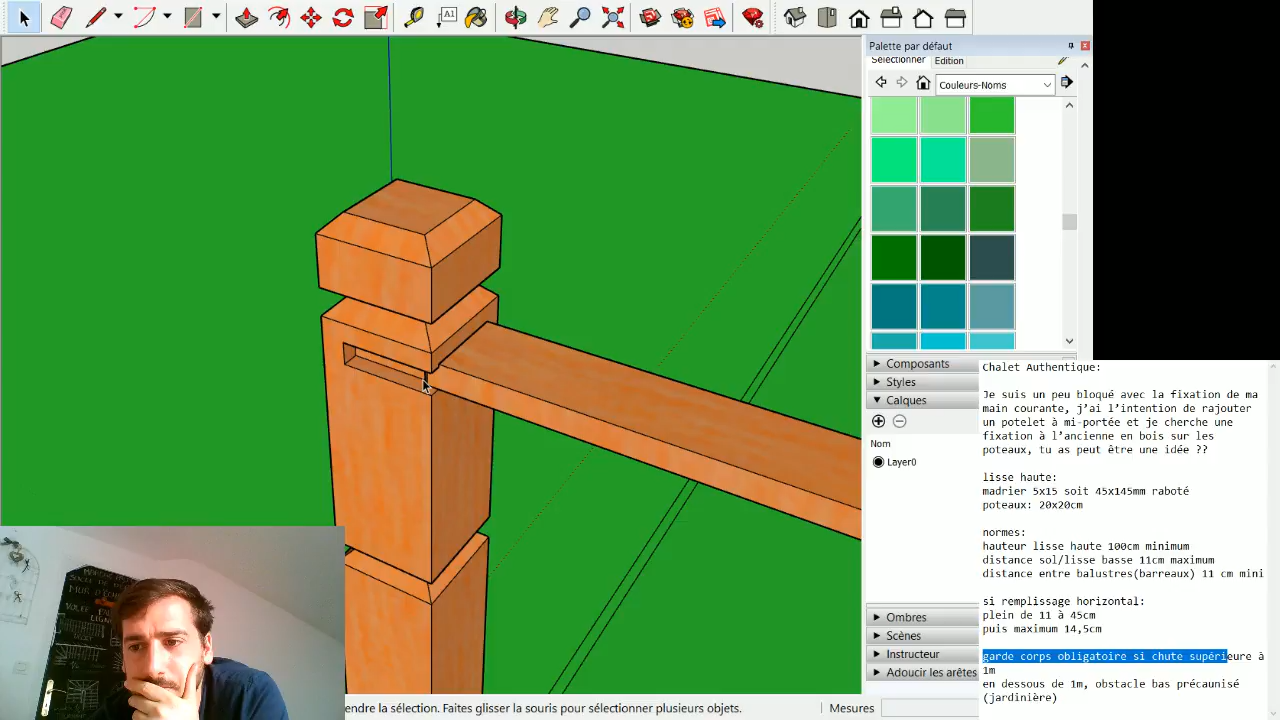 A1
Palette par défaut
Sélectionner
Edition
Couleurs-Noms
Composants
Styles
Calques
Nom
Layer0
Ombres
Scènes
Instructeur
Adoucir les arêtes
Chalet Authentique:
Je suis un peu bloqué avec la fixation de ma
main courante, j’ai l’intention de rajouter
un potelet à mi-portée et je cherche une
fixation à l’ancienne en bois sur les
poteaux, tu as peut être une idée ??
lisse haute:
madrier 5x15 soit 45x145mm raboté
poteaux: 20x20cm
normes:
hauteur lisse haute 100cm minimum
distance sol/lisse basse 11cm maximum
distance entre balustres(barreaux) 11 cm mini
si remplissage horizontal:
plein de 11 à 45cm
puis maximum 14,5cm
garde corps obligatoire si chute supérieure à
1m
en dessous de 1m, obstacle bas précaunisé
(jardinière)
endre la sélection. Faites glisser la souris pour sélectionner plusieurs objets.
Mesures